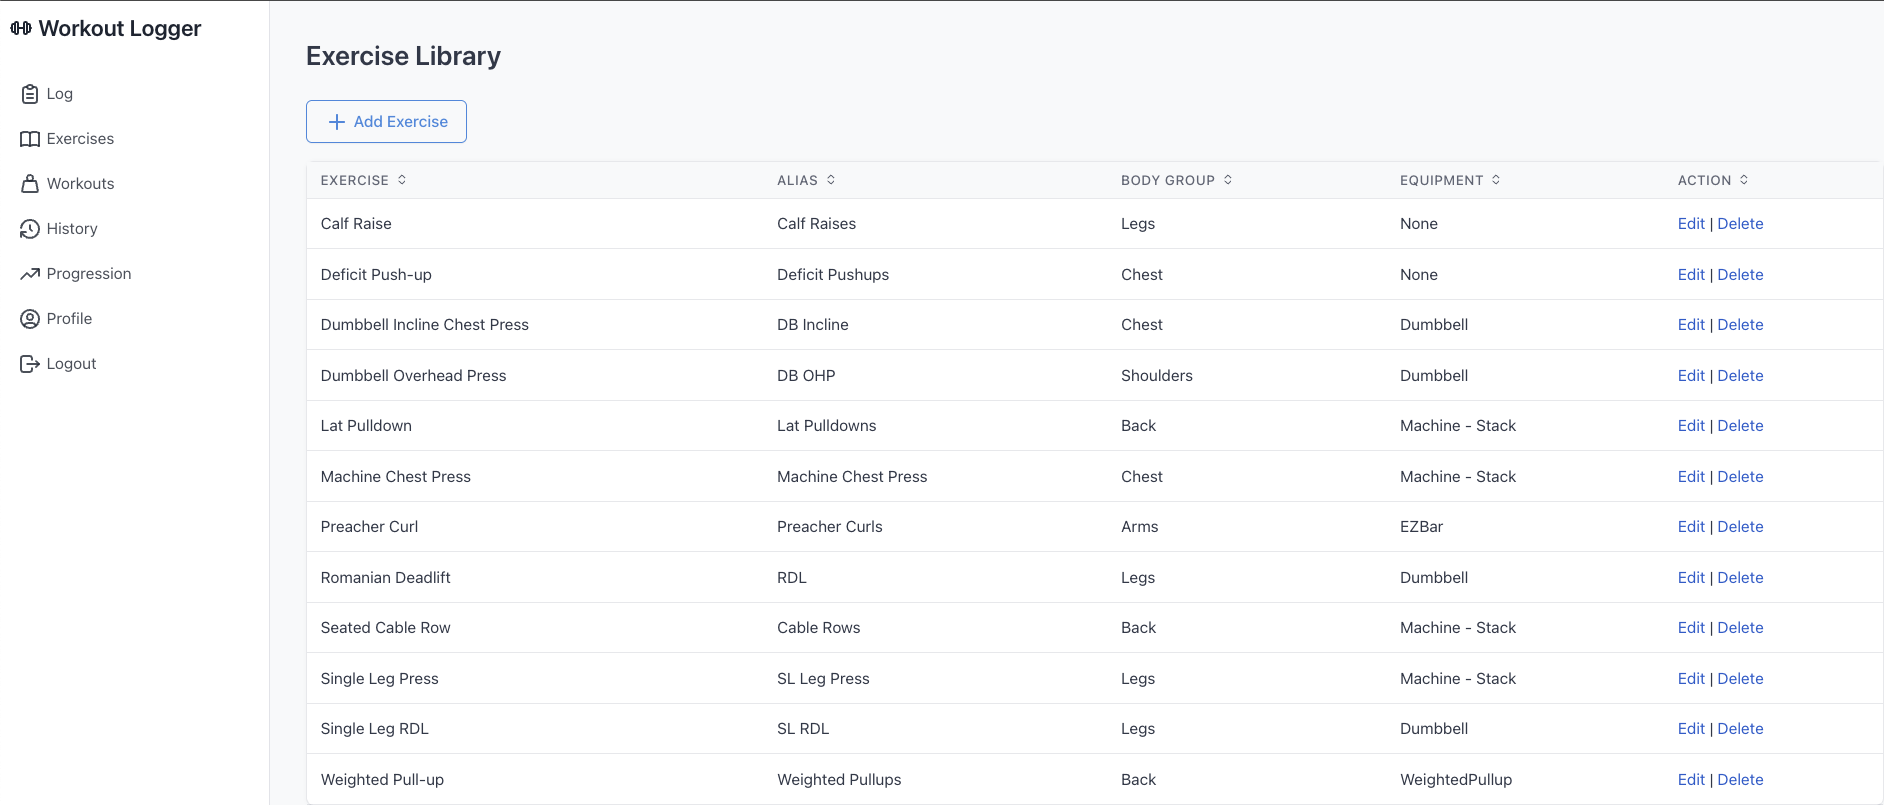 Workout Logger
Log
Exercises
Workouts
History
Progression
Profile
Logout
Exercise Library
Add Exercise
EXERCISE ALIAS BODY GROUP EQUIPMENT ACTION
Calf Raise Calf Raises Legs None Edit | Delete
Deficit Push-up Deficit Pushups Chest None Edit | Delete
Dumbbell Incline Chest Press DB Incline Chest Dumbbell Edit | Delete
Dumbbell Overhead Press DB OHP Shoulders Dumbbell Edit | Delete
Lat Pulldown Lat Pulldowns Back Machine - Stack Edit | Delete
Machine Chest Press Machine Chest Press Chest Machine - Stack Edit | Delete
Preacher Curl Preacher Curls Arms EZBar Edit | Delete
Romanian Deadlift RDL Legs Dumbbell Edit | Delete
Seated Cable Row Cable Rows Back Machine - Stack Edit | Delete
Single Leg Press SL Leg Press Legs Machine - Stack Edit | Delete
Single Leg RDL SL RDL Legs Dumbbell Edit | Delete
Weighted Pull-up Weighted Pullups Back WeightedPullup Edit | Delete